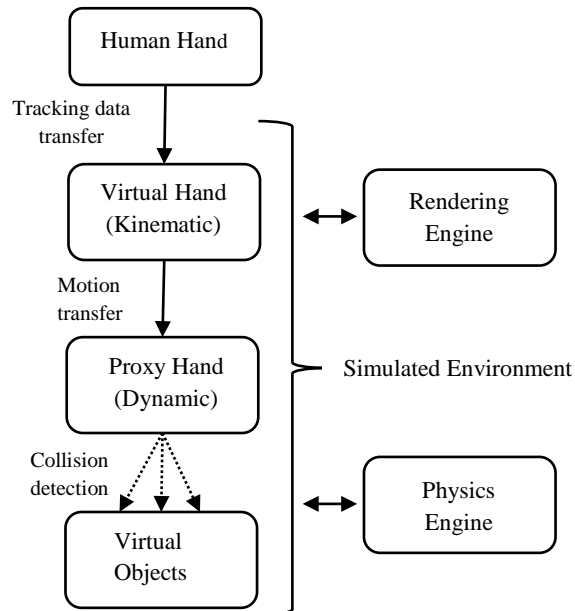 Human Hand
Tracking data
transfer
Virtual Hand
(Kinematic)
Rendering
Engine
Motion
transfer
Proxy Hand
(Dynamic)
Simulated Environment
Collision
detection
Physics
Engine
Virtual
Objects